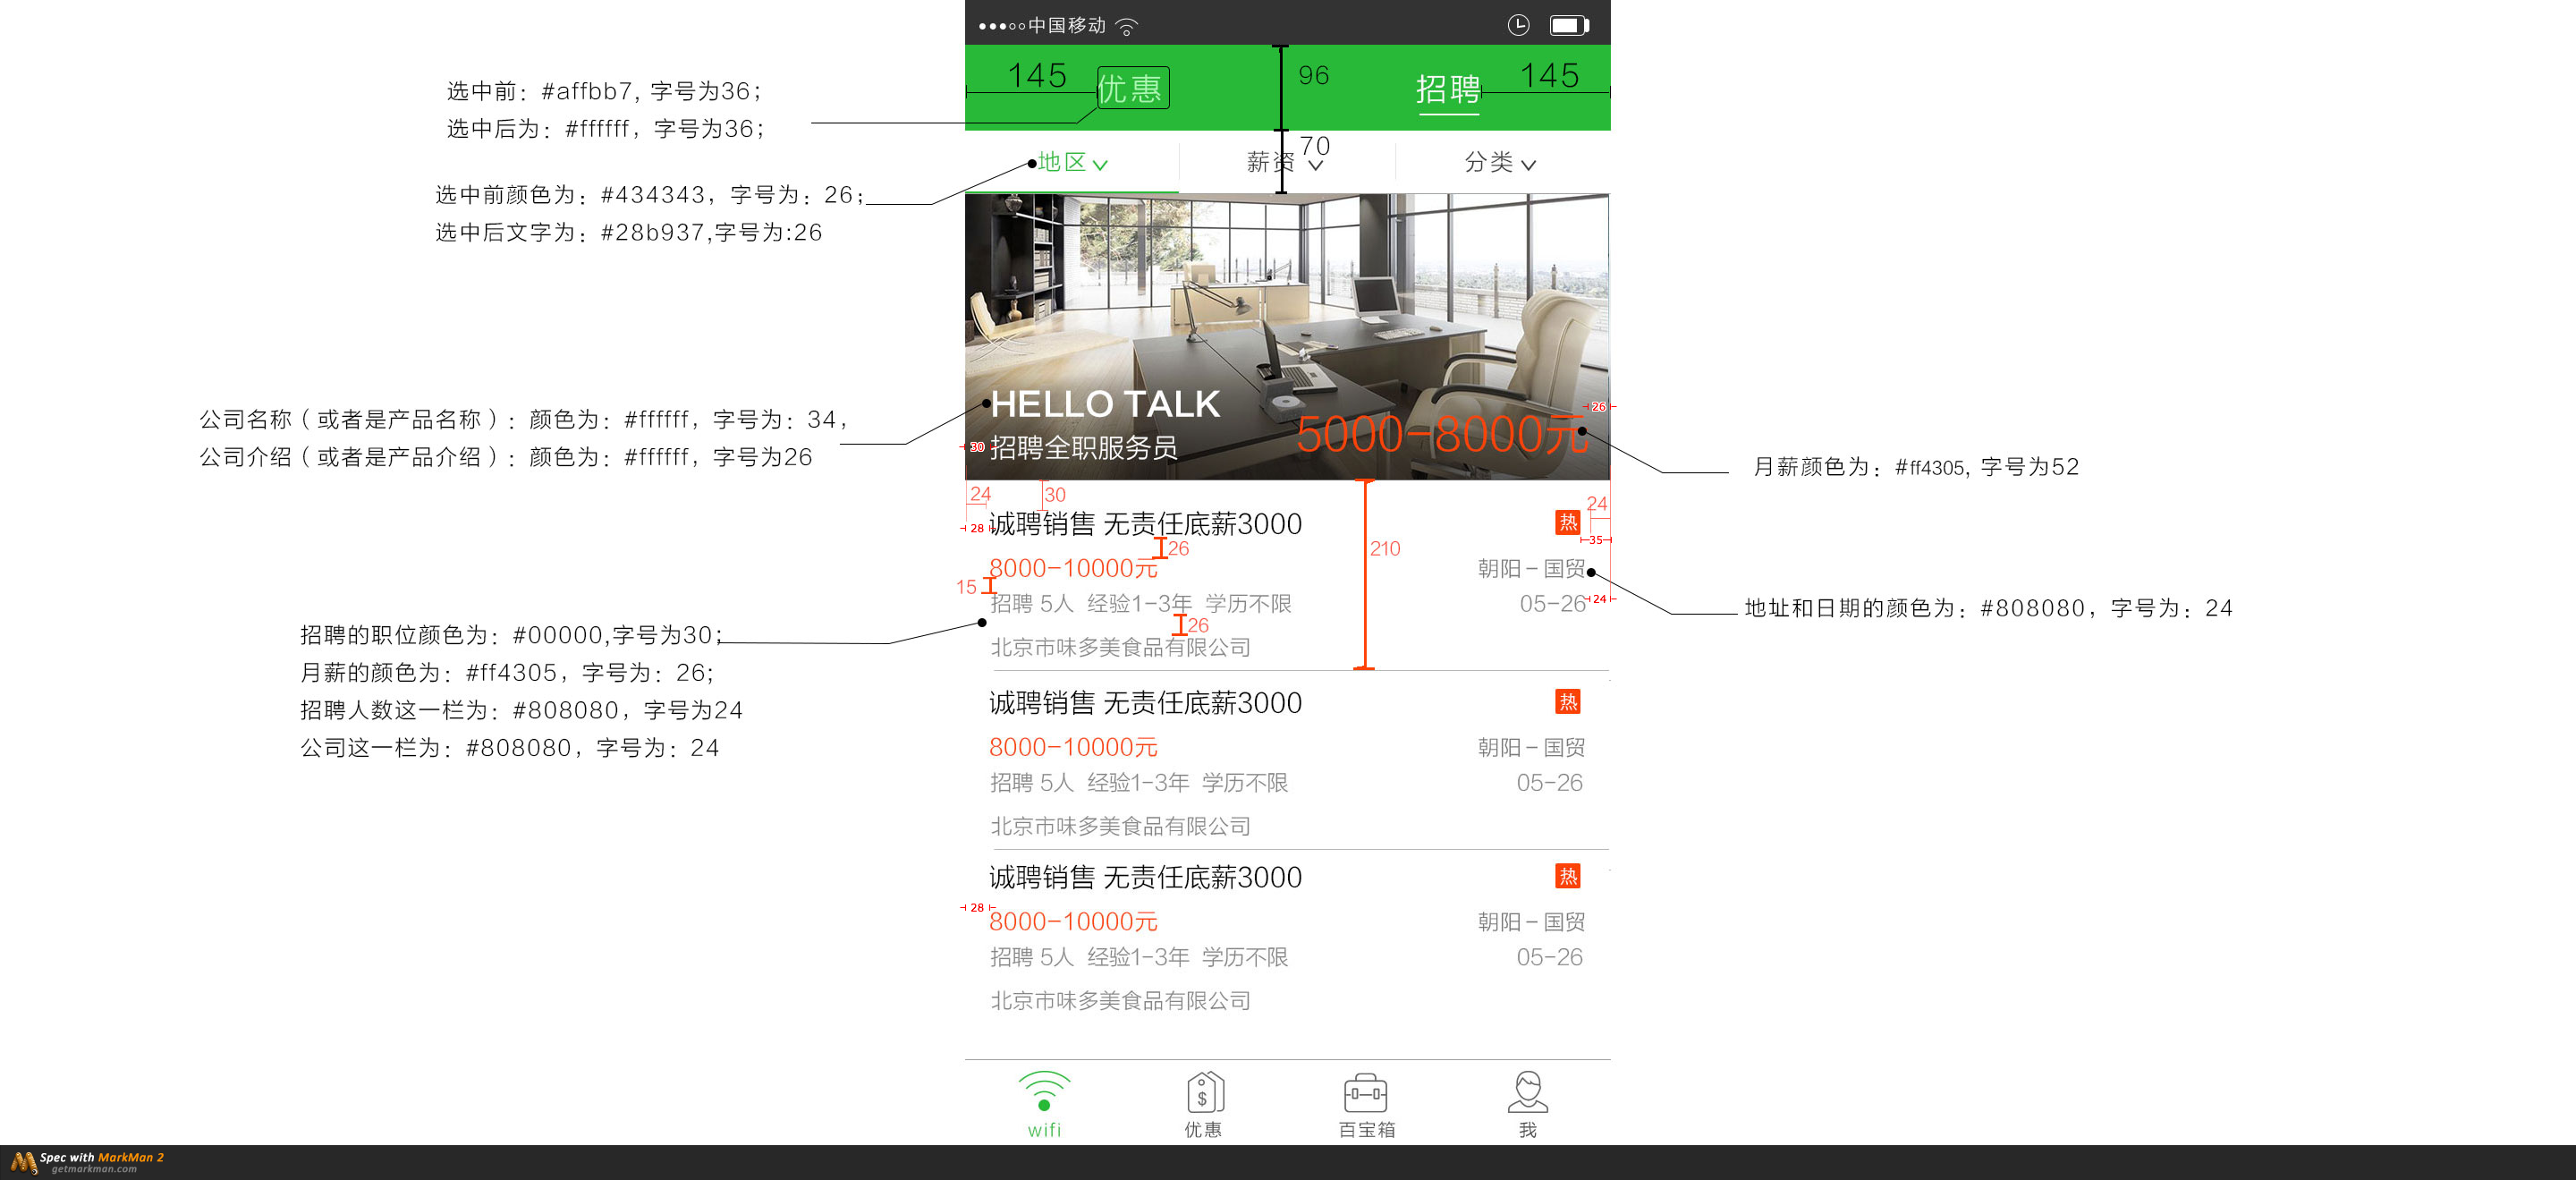 ●●●○○中国移动
145
优惠
96
招聘
145
选中前：#affbb7, 字号为36；
选中后为：#ffffff，字号为36；
70
地区
薪资
分类
选中前颜色为：#434343，字号为：26；
选中后文字为：#28b937,字号为:26
HELLO TALK
招聘全职服务员
5000-8000元
26
30
公司名称（或者是产品名称）：颜色为：#ffffff，字号为：34，
公司介绍（或者是产品介绍）：颜色为：#ffffff，字号为26
月薪颜色为：#ff4305, 字号为52
24
30
24
28
诚聘销售 无责任底薪3000
热
35
26
210
8000-10000元
朝阳-国贸
15
招聘 5人 经验1-3年 学历不限
05-26
24
26
北京市味多美食品有限公司
地址和日期的颜色为：#808080，字号为：24
招聘的职位颜色为：#00000,字号为30；
月薪的颜色为：#ff4305，字号为：26；
招聘人数这一栏为：#808080，字号为24
公司这一栏为：#808080，字号为：24
诚聘销售 无责任底薪3000
热
8000-10000元
朝阳-国贸
招聘 5人 经验1-3年 学历不限
05-26
北京市味多美食品有限公司
诚聘销售 无责任底薪3000
热
28
8000-10000元
朝阳-国贸
招聘 5人 经验1-3年 学历不限
05-26
北京市味多美食品有限公司
wifi
优惠
百宝箱
我
Spec with MarkMan 2
getmarkman.com